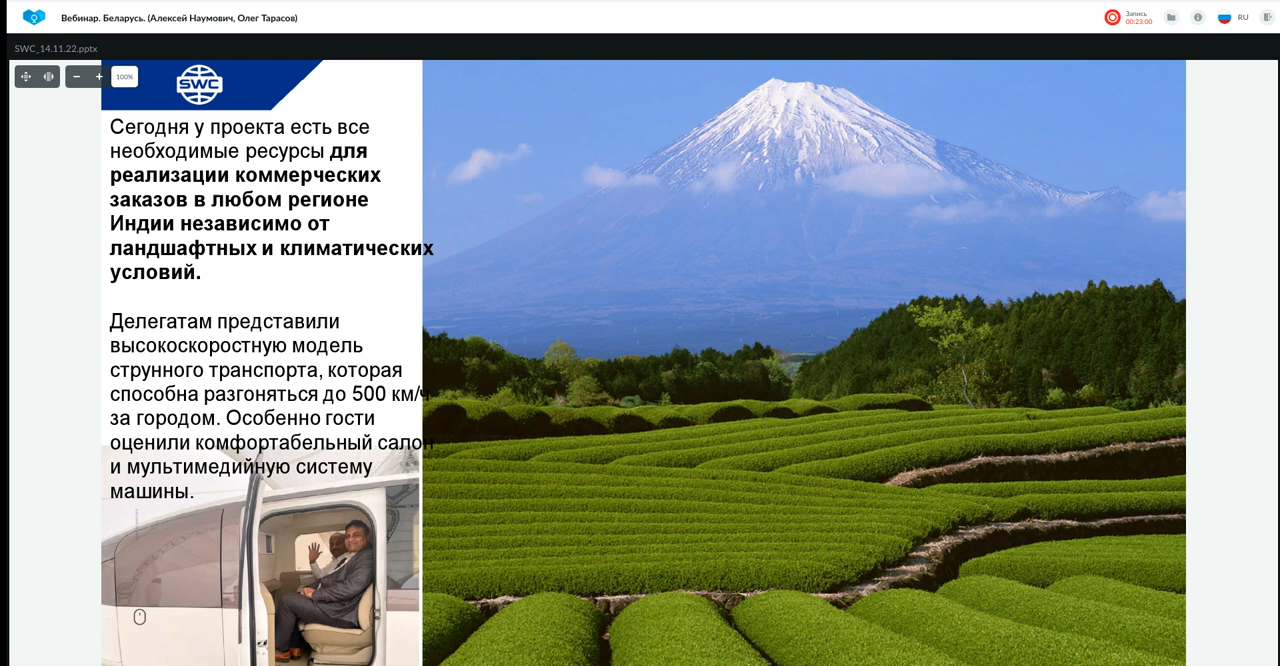 Вебинар. Беларусь. (Алексей Наумович, Олег Тарасов)
Запись
00:23:00
RU
SWC_14.11.22.pptx
100%
SWC
Сегодня у проекта есть все
необходимые ресурсы для
реализации коммерческих
заказов в любом регионе
Индии независимо от
ландшафтных и климатических
условий.
Делегатам представили
высокоскоростную модель
струнного транспорта, которая
способна разгоняться до 500 км/ч
за городом. Особенно гости
оценили комфортабельный салон
и мультимедийную систему
машины.